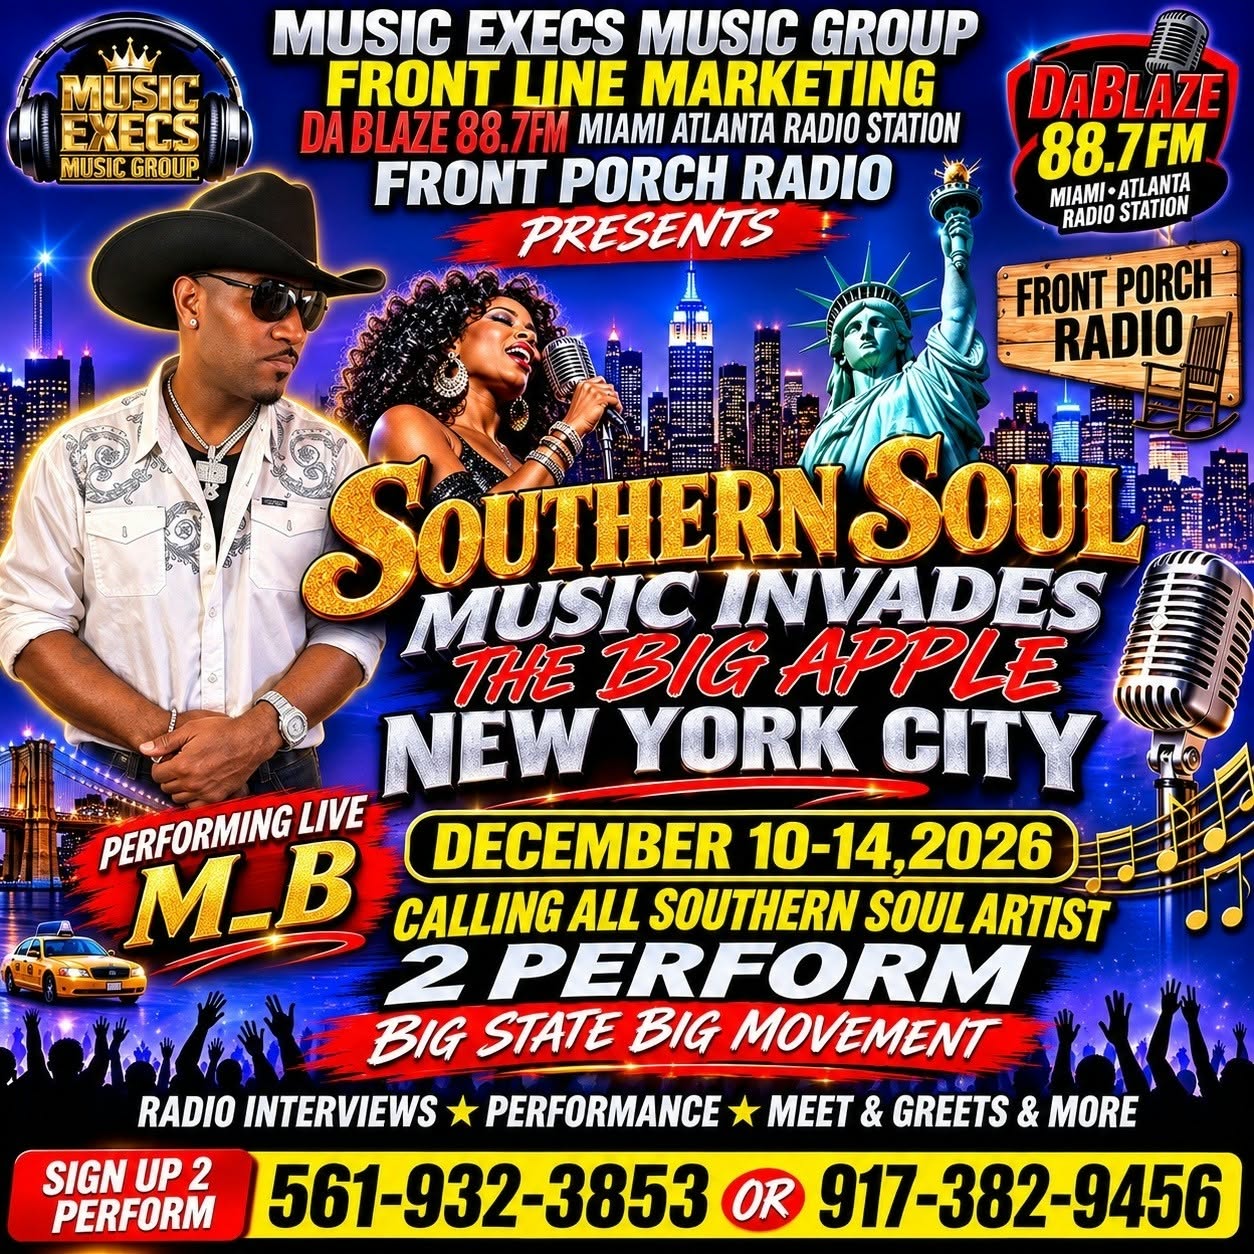 MUSIC EXECS MUSIC GROUP
FRONT LINE MARKETING
DA BLAZE 88.7FM MIAMI ATLANTA RADIO STATION
FRONT PORCH RADIO
PRESENTS
MUSIC
EXECS
MUSIC GROUP
DABLAZE
88.7 FM
MIAMI • ATLANTA
RADIO STATION
FRONT PORCH
RADIO
SOUTHERN SOUL
MUSIC INVADES
THE BIG APPLE
NEW YORK CITY
PERFORMING LIVE
M_B
DECEMBER 10-14,2026
CALLING ALL SOUTHERN SOUL ARTIST
2 PERFORM
BIG STATE BIG MOVEMENT
RADIO INTERVIEWS ★ PERFORMANCE ★ MEET & GREETS & MORE
SIGN UP 2
PERFORM
561-932-3853 OR 917-382-9456